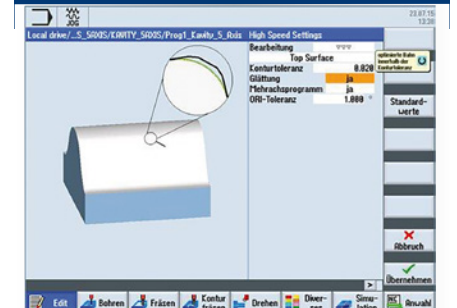 JOG
23.07.15
13:20
Local drive/...S_5AXIS/KAVITY_5AXIS/Prog1_Kavity_5_Axis
High Speed Settings
Bearbeitung ▽▽▽
Top Surface
Konturtoleranz 0.020
Glättung ja
Mehrachsprogramm ja
ORI-Toleranz 1.000 °
optimierte Bahn
innerhalb der
Konturtoleranz
Standard-
werte
Abbruch
Übernehmen
Edit
Bohren
Fräsen
Kontur
fräsen
Drehen
Diver-
ses
Simu-
lation
NC
Anwahl